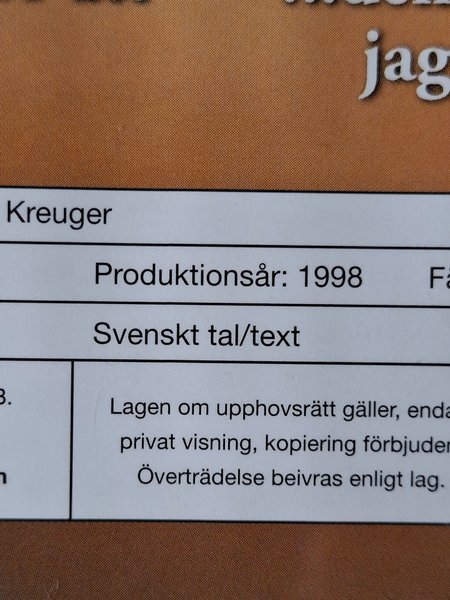 jag
Kreuger
Produktionsår: 1998
Svenskt tal/text
Lagen om upphovsrätt gäller, enda
privat visning, kopiering förbjuden
Överträdelse beivras enligt lag.